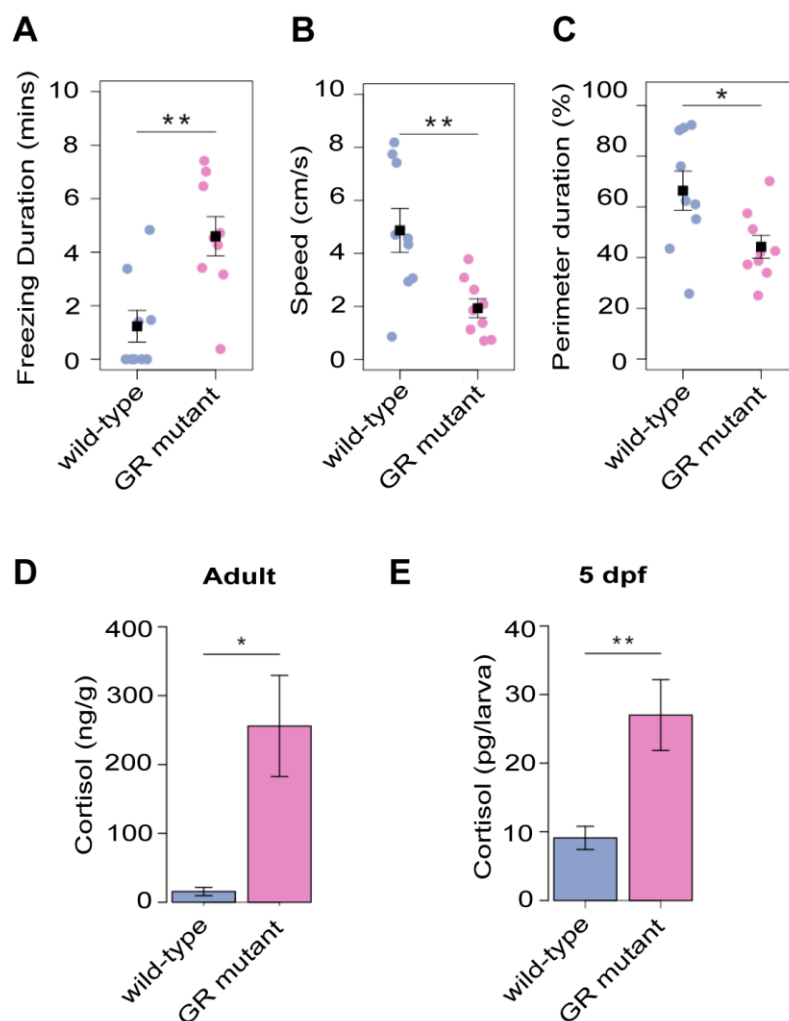 A
Freezing Duration (mins)
10
8
6
4
2
0
**
wild-type
GR mutant
B
Speed (cm/s)
10
8
6
4
2
0
**
wild-type
GR mutant
C
Perimeter duration (%)
100
80
60
40
20
0
*
wild-type
GR mutant
D
Adult
Cortisol (ng/g)
400
300
200
100
0
*
wild-type
GR mutant
E
5 dpf
Cortisol (pg/larva)
40
30
20
10
0
**
wild-type
GR mutant